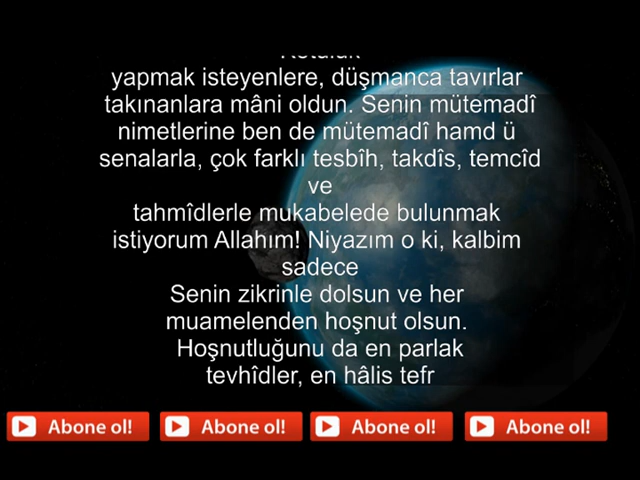 Kötülük
yapmak isteyenlere, düşmanca tavırlar
takınanlara mâni oldun. Senin mütemadî
nimetlerine ben de mütemadî hamd ü
senalarla, çok farklı tesbîh, takdîs, temcîd
ve
tahmîdlerle mukabelede bulunmak
istiyorum Allahım! Niyazım o ki, kalbim
sadece
Senin zikrinle dolsun ve her
muamelenden hoşnut olsun.
Hoşnutluğunu da en parlak
tevhîdler, en hâlis tefr
Abone ol! Abone ol! Abone ol! Abone ol!